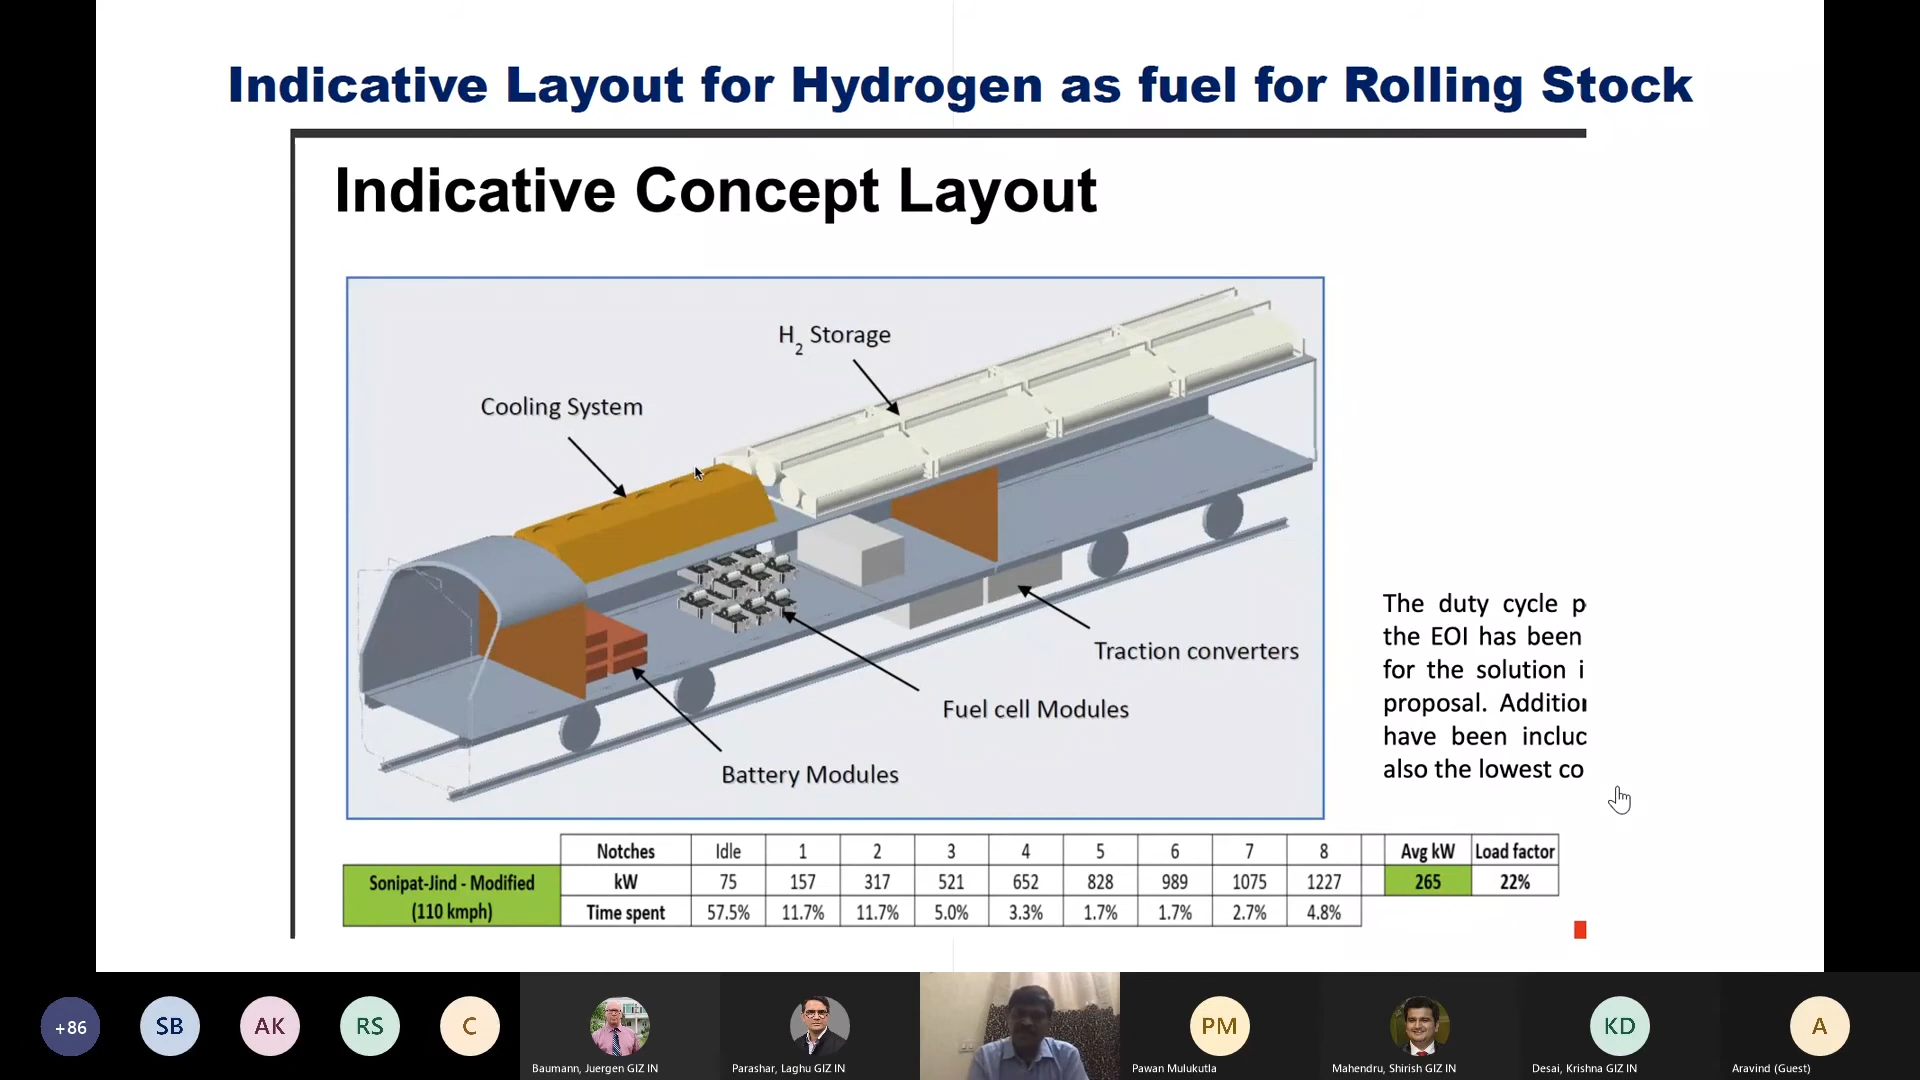 Indicative Layout for Hydrogen as fuel for Rolling Stock
Indicative Concept Layout
H2 Storage
Cooling System
Traction converters
Fuel cell Modules
Battery Modules
The duty cycle p
the EOI has been
for the solution i
proposal. Additior
have been incluc
also the lowest co
Notches Idle 1 2 3 4 5 6 7 8 Avg kW Load factor
Sonipat-Jind - Modified kW 75 157 317 521 652 828 989 1075 1227 265 22%
(110 kmph) Time spent 57.5% 11.7% 11.7% 5.0% 3.3% 1.7% 1.7% 2.7% 4.8%
+86 SB AK RS C PM KD A
Baumann, Juergen GIZ IN Parashar, Laghu GIZ IN Pawan Mulukutla Mahendru, Shirish GIZ IN Desai, Krishna GIZ IN Aravind (Guest)